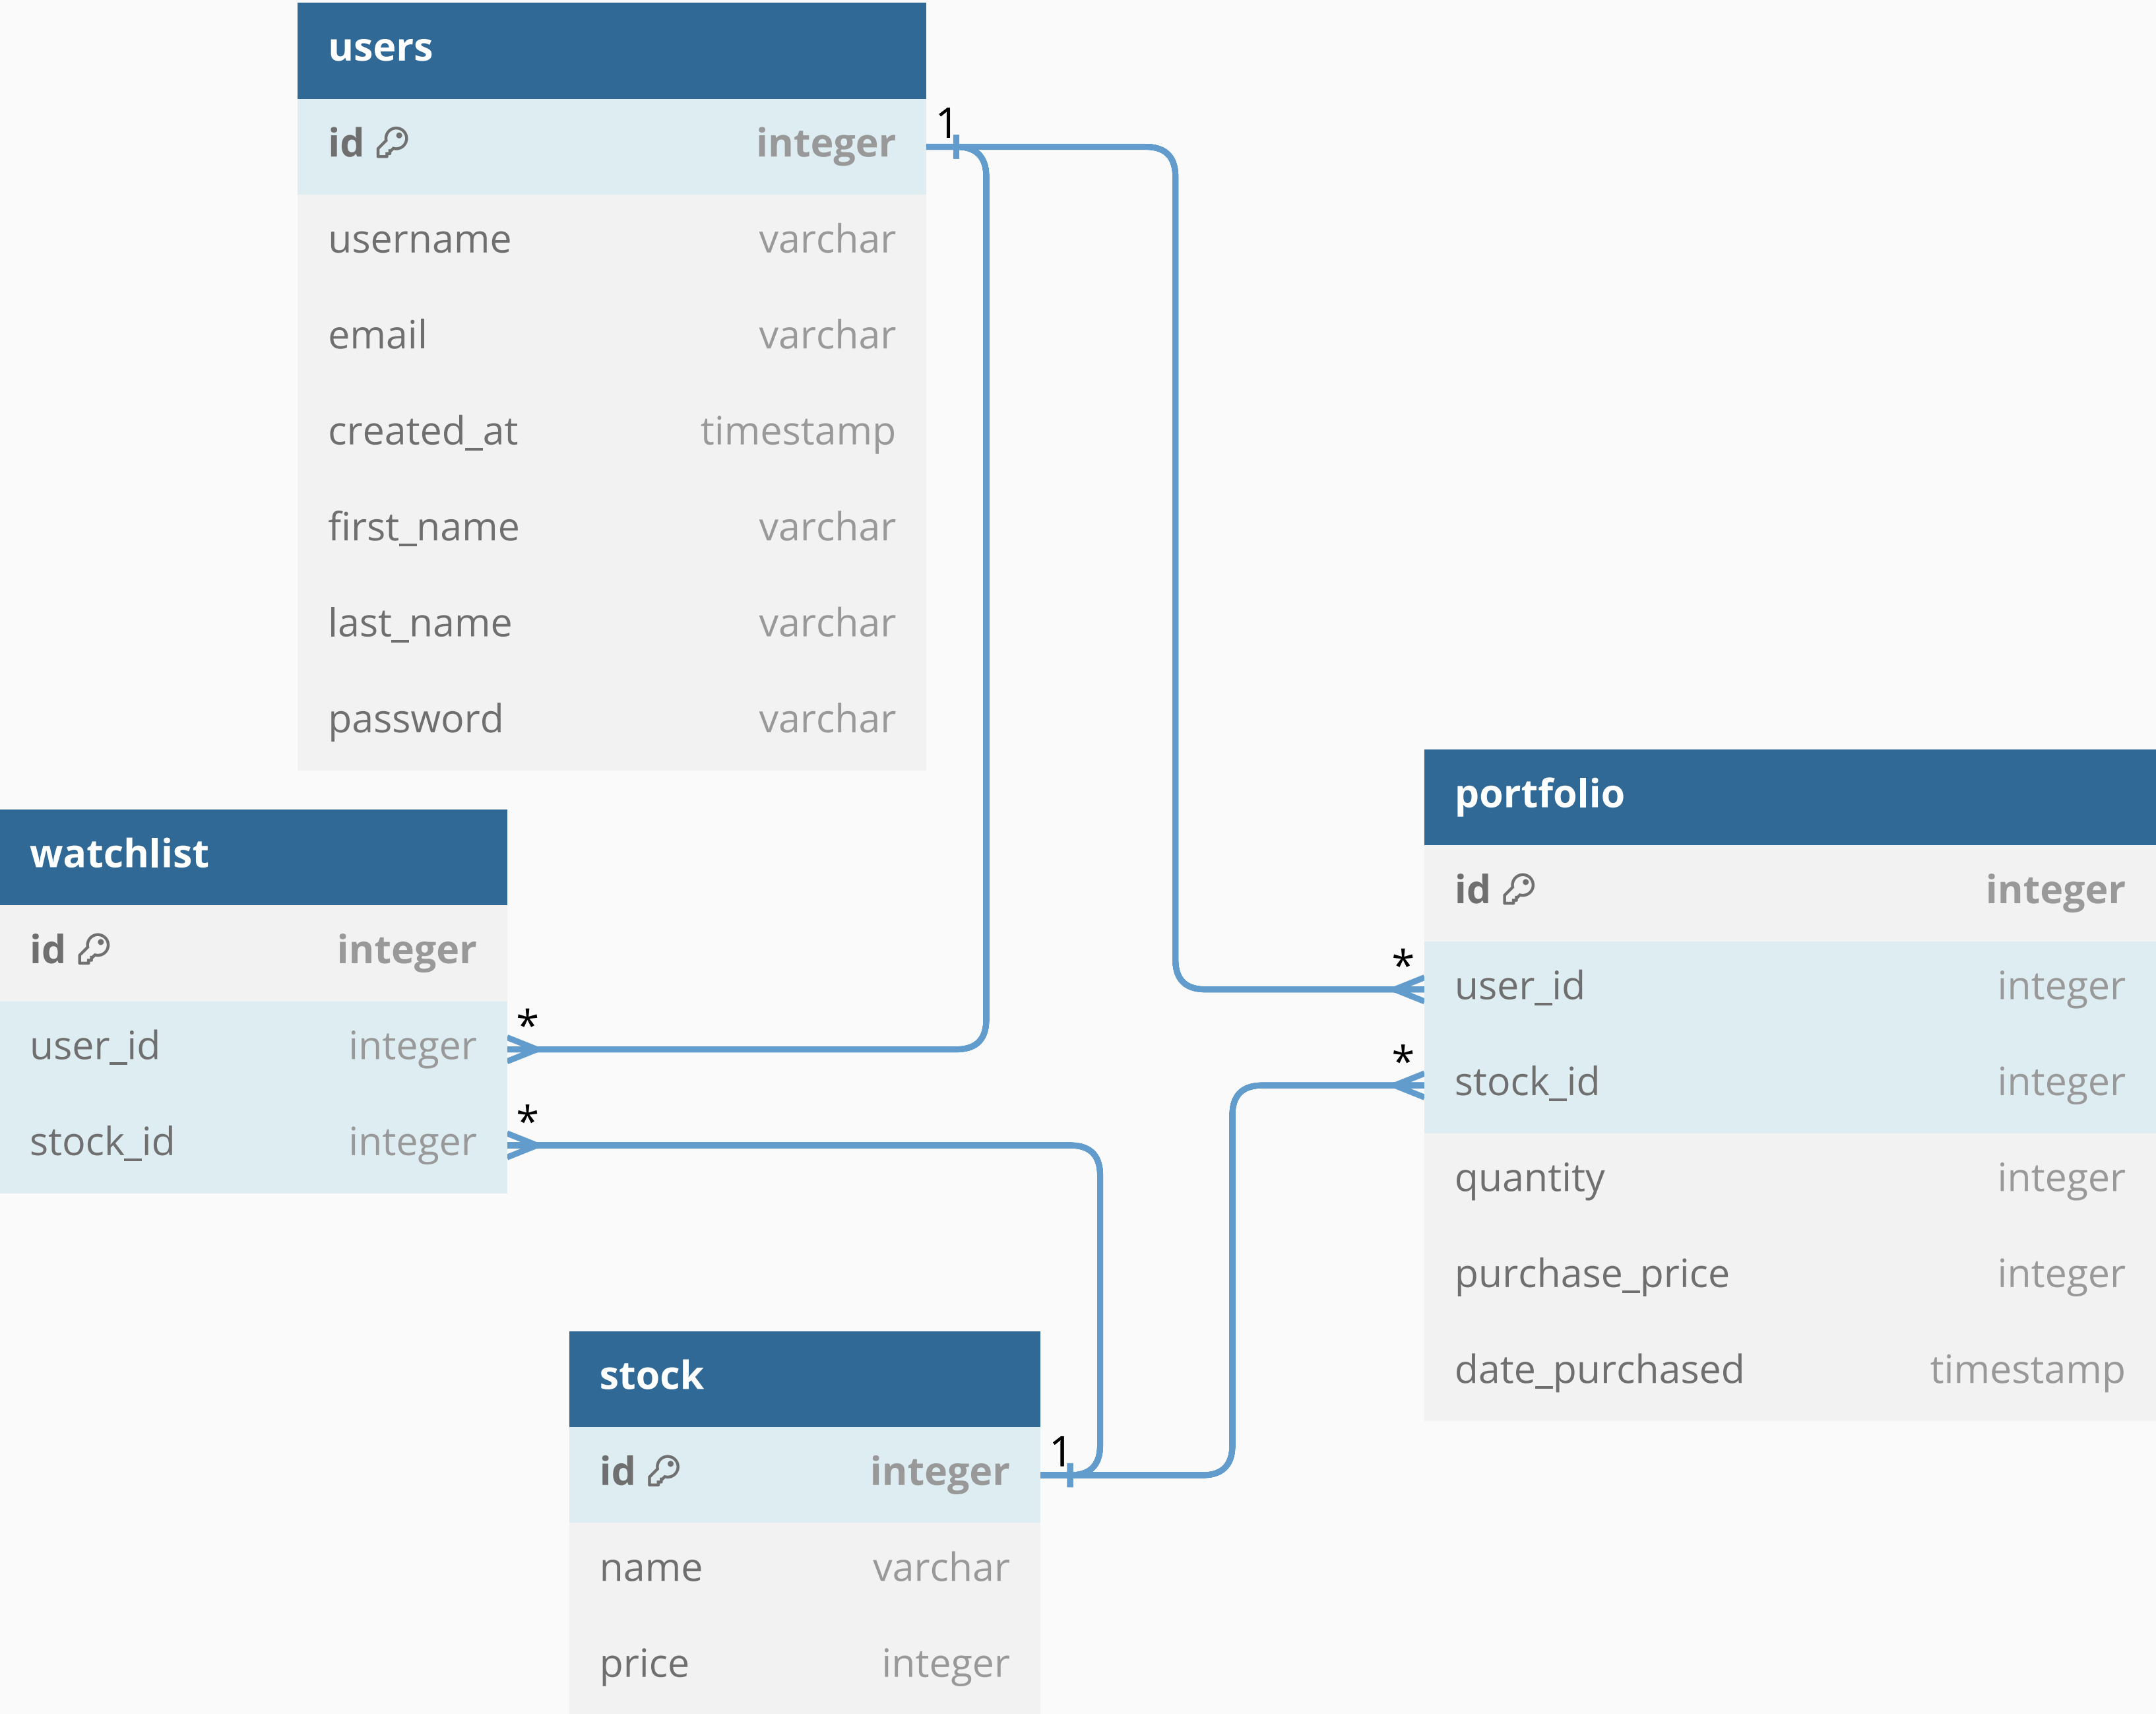 users
id integer
1
username varchar
email varchar
created_at timestamp
first_name varchar
last_name varchar
password varchar
watchlist
id integer
*
user_id integer
*
stock_id integer
portfolio
id integer
*
user_id integer
*
stock_id integer
quantity integer
purchase_price integer
date_purchased timestamp
stock
1
id integer
name varchar
price integer